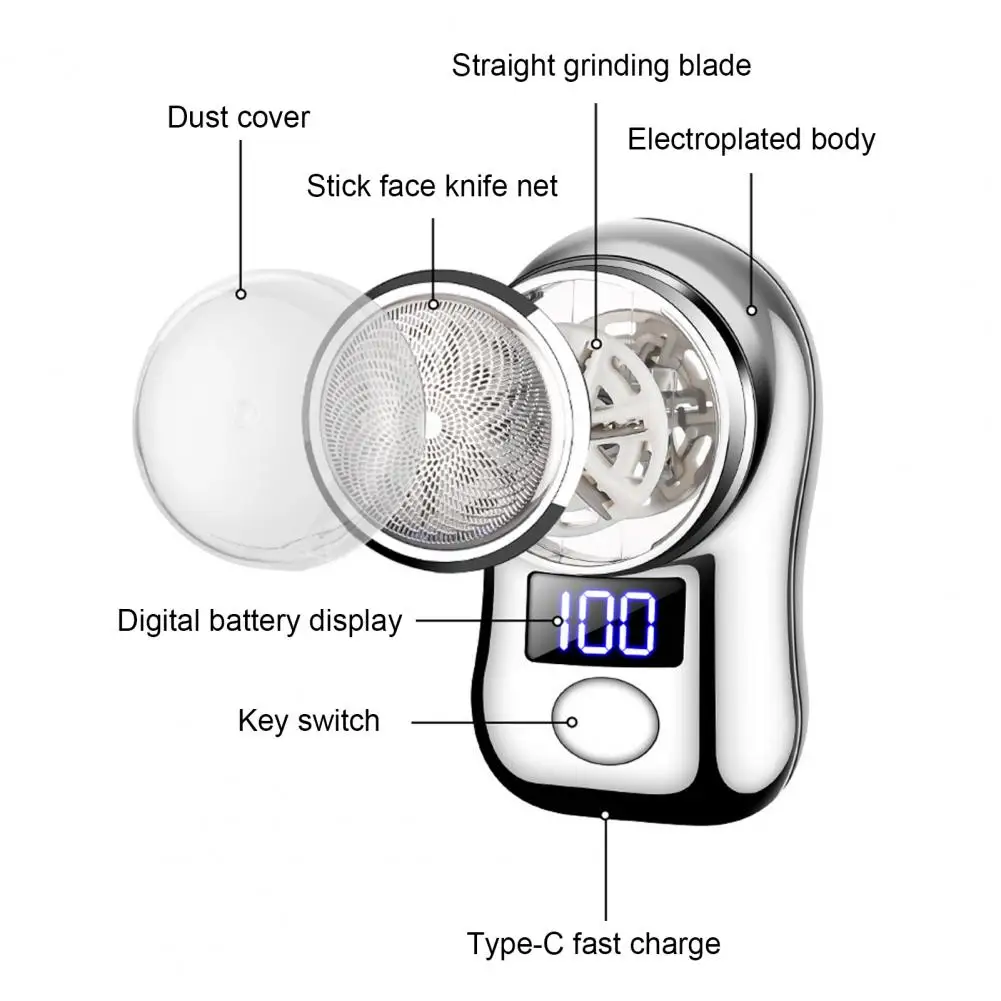 Straight grinding blade
Dust cover
Electroplated body
Stick face knife net
100
Digital battery display
Key switch
Type-C fast charge